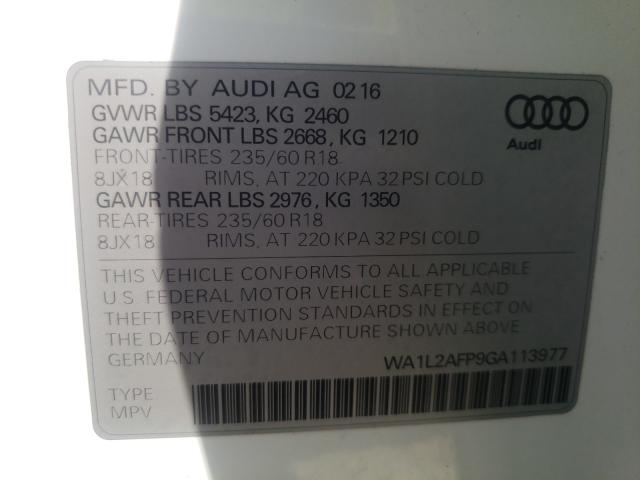 MFD. BY AUDI AG 02 16
GVWR LBS 5423, KG 2460
GAWR FRONT LBS 2668, KG 1210
FRONT-TIRES 235/60 R18
8JX18 RIMS, AT 220 KPA 32 PSI COLD
GAWR REAR LBS 2976, KG 1350
REAR-TIRES 235/60 R18
8JX18 RIMS, AT 220 KPA 32 PSI COLD
Audi
THIS VEHICLE CONFORMS TO ALL APPLICABLE
U.S. FEDERAL MOTOR VEHICLE SAFETY AND
THEFT PREVENTION STANDARDS IN EFFECT ON
THE DATE OF MANUFACTURE SHOWN ABOVE
GERMANY WA1L2AFP9GA113977
TYPE
MPV